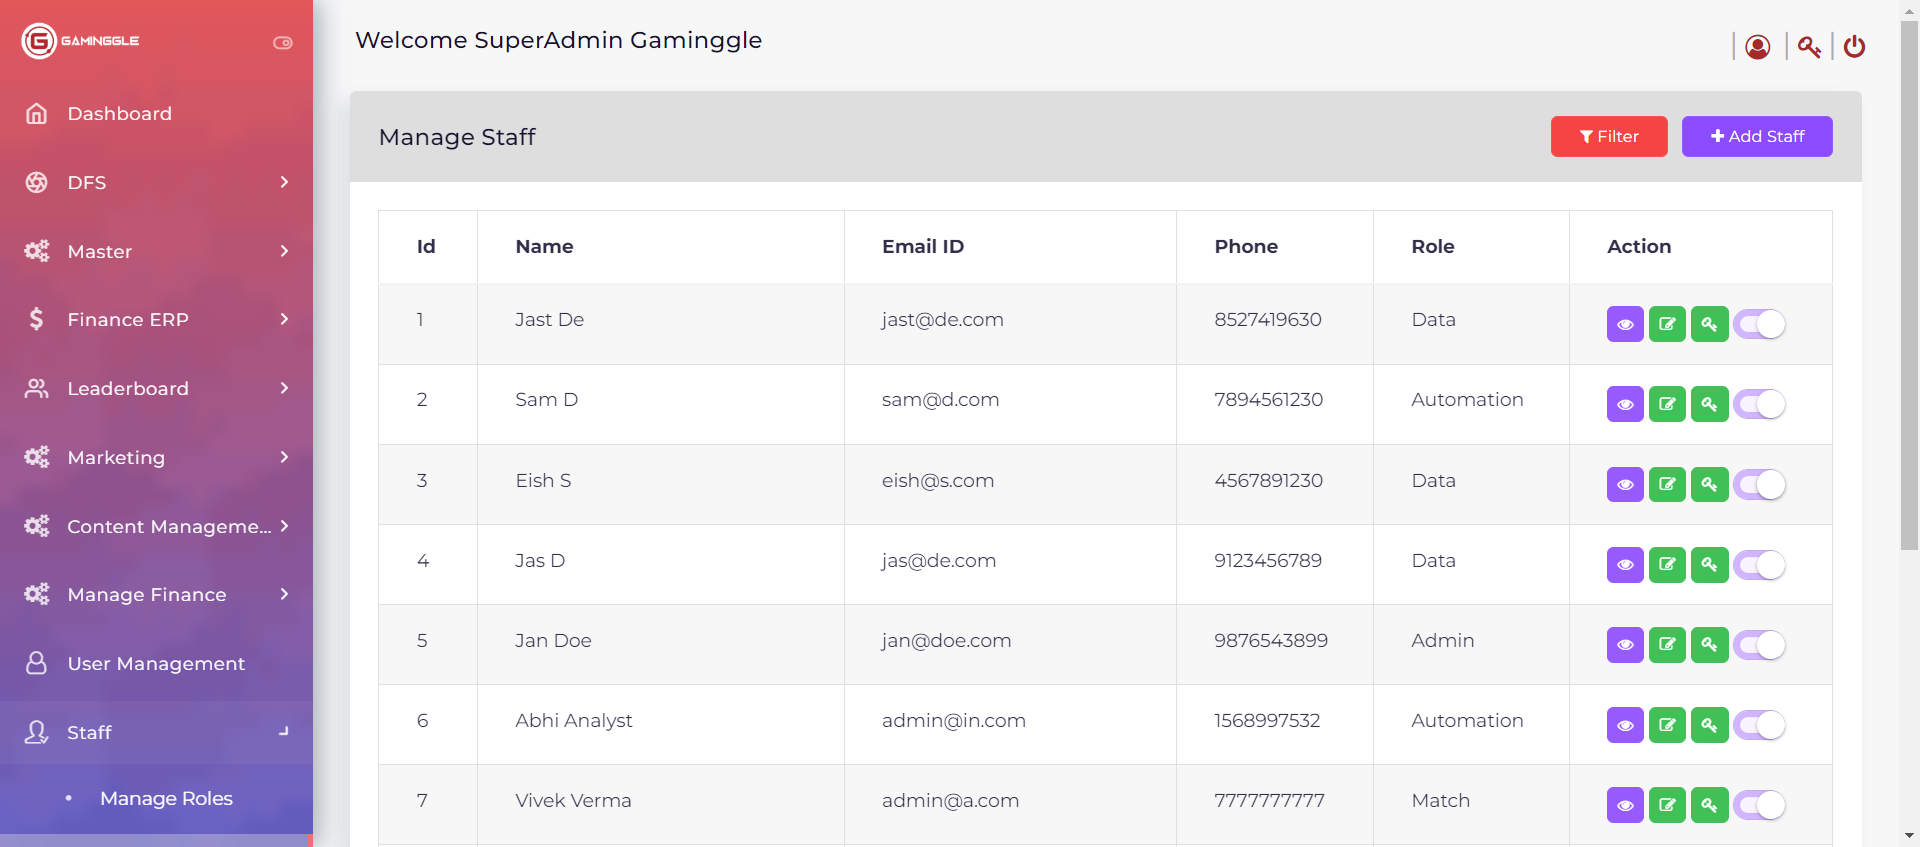 GAMINGGLE
Welcome SuperAdmin Gaminggle
Dashboard
DFS
Master
Finance ERP
Leaderboard
Marketing
Content Manageme...
Manage Finance
User Management
Staff
Manage Roles
Manage Staff
Filter
Add Staff
Id Name Email ID Phone Role Action
1 Jast De jast@de.com 8527419630 Data
2 Sam D sam@d.com 7894561230 Automation
3 Eish S eish@s.com 4567891230 Data
4 Jas D jas@de.com 9123456789 Data
5 Jan Doe jan@doe.com 9876543899 Admin
6 Abhi Analyst admin@in.com 1568997532 Automation
7 Vivek Verma admin@a.com 7777777777 Match